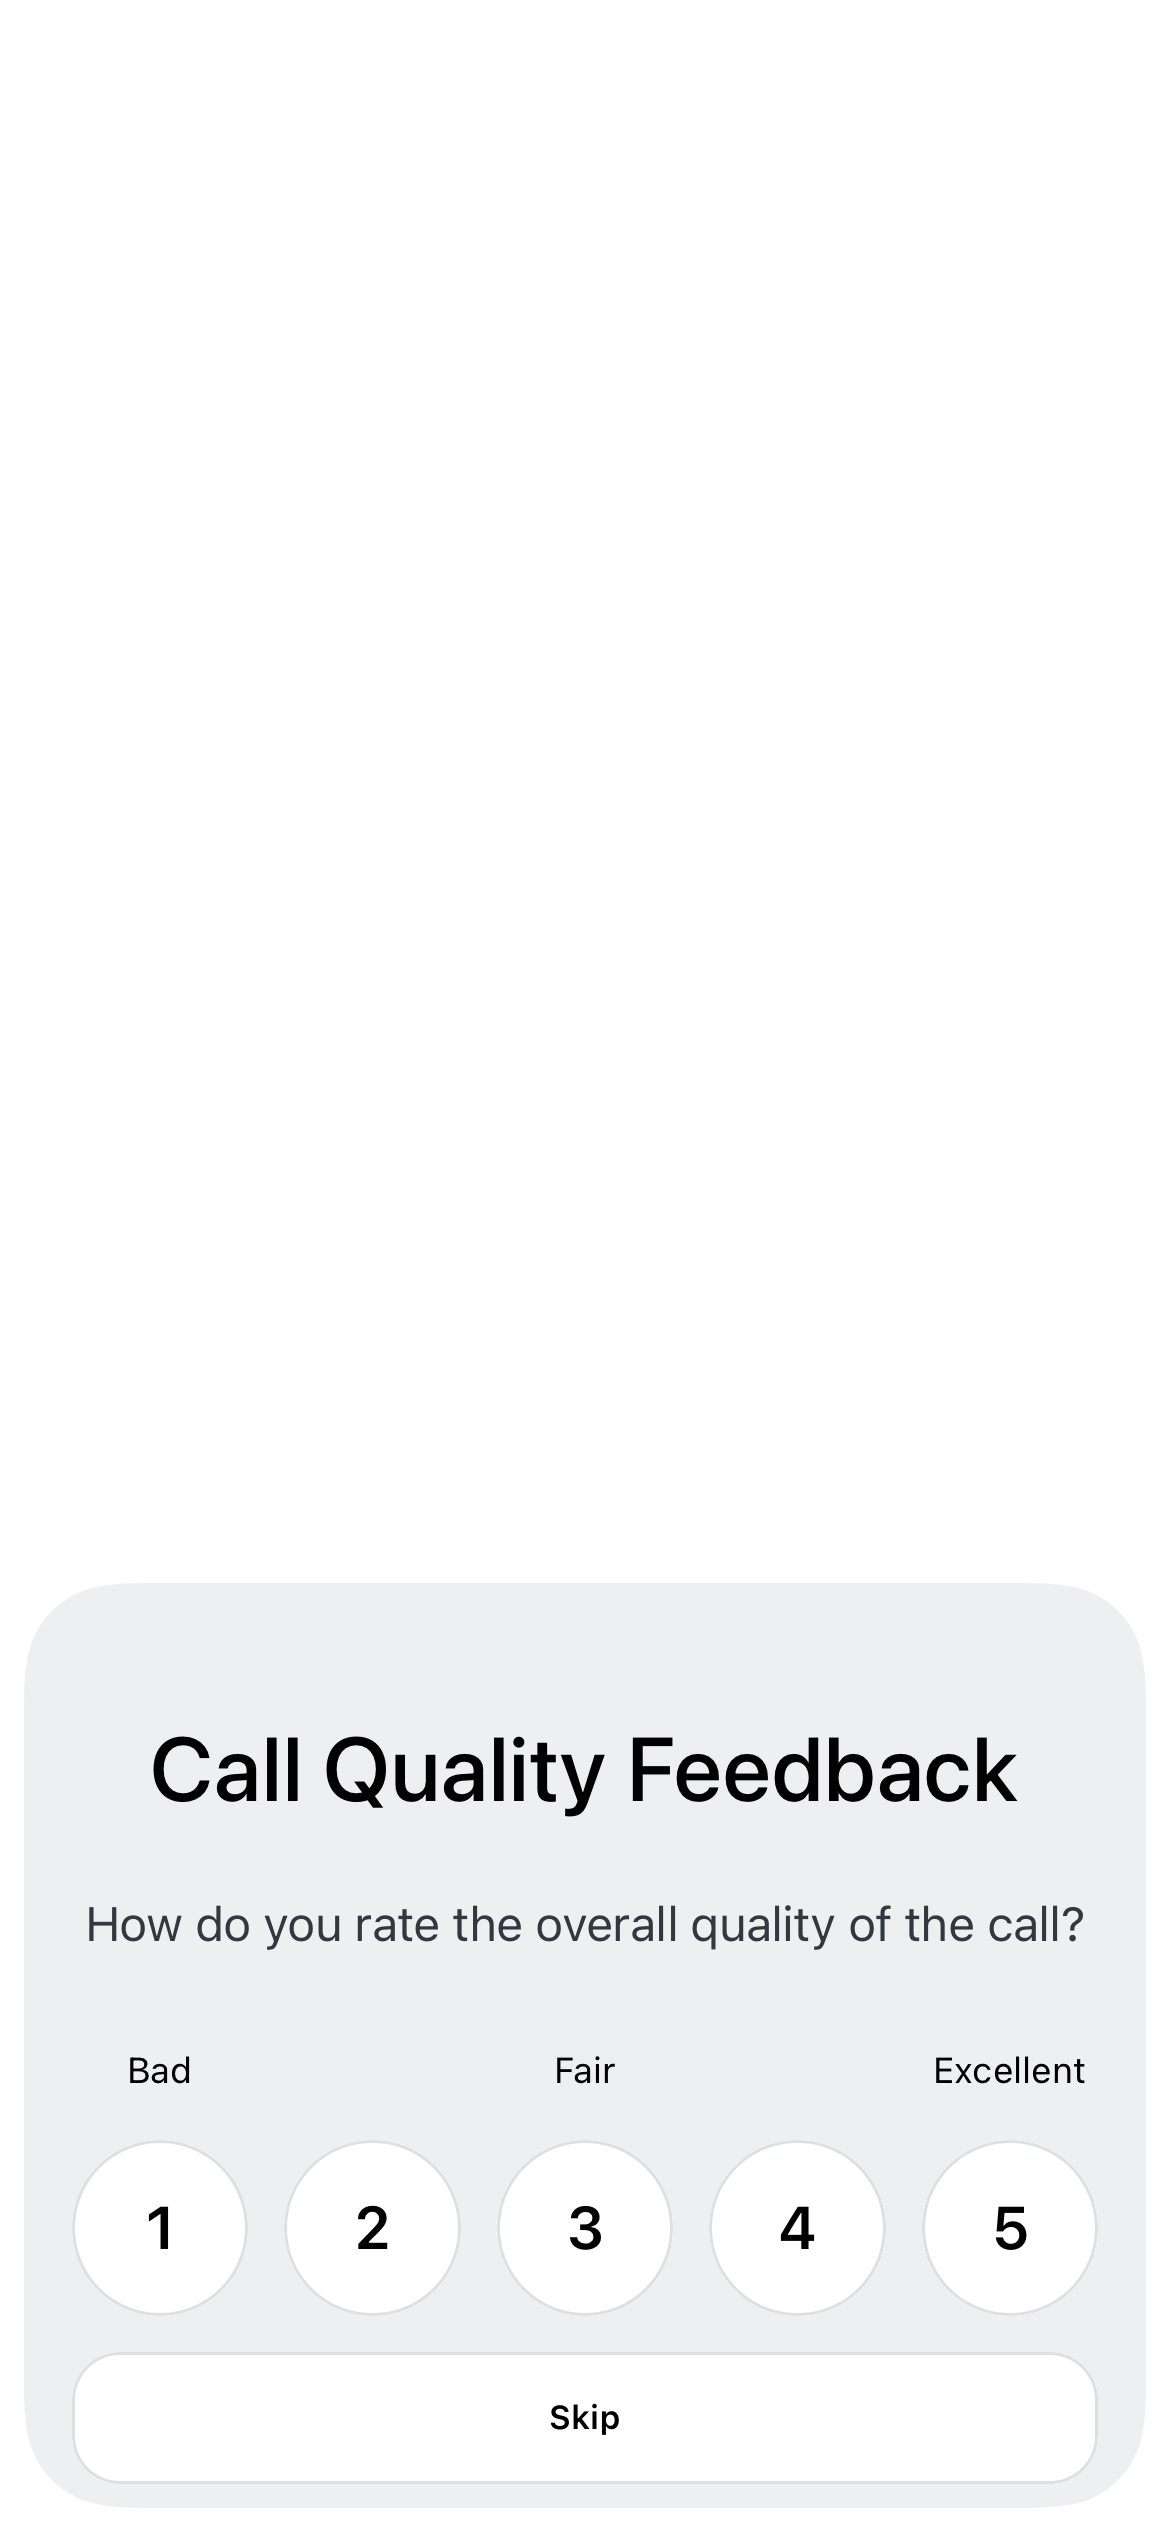 Call Quality Feedback
How do you rate the overall quality of the call?
Bad Fair Excellent
1 2 3 4 5
Skip